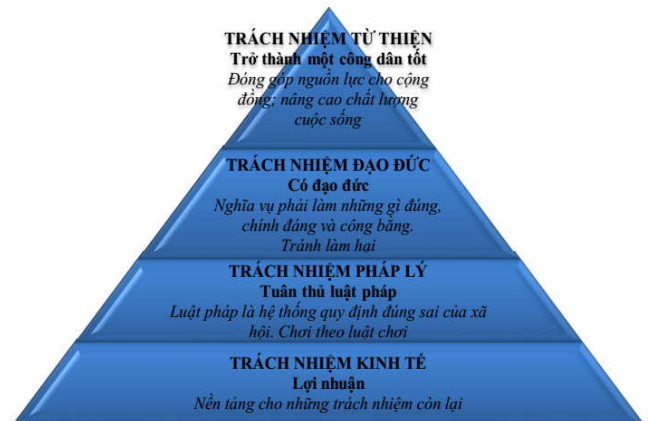 TRÁCH NHIỆM TỪ THIỆN
Trở thành một công dân tốt
Đóng góp nguồn lực cho cộng
đồng; nâng cao chất lượng
cuộc sống
TRÁCH NHIỆM ĐẠO ĐỨC
Có đạo đức
Nghĩa vụ phải làm những gì đúng,
chính đáng và công bằng.
Tránh làm hại
TRÁCH NHIỆM PHÁP LÝ
Tuân thủ luật pháp
Luật pháp là hệ thống quy định đúng sai của xã
hội. Chơi theo luật chơi
TRÁCH NHIỆM KINH TẾ
Lợi nhuận
Nền tảng cho những trách nhiệm còn lại